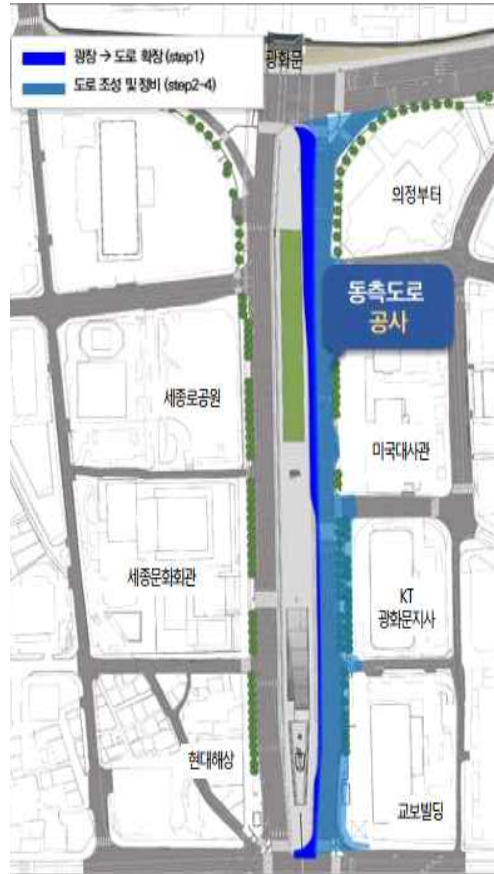 광장 → 도로 확장 (step1)
도로 조성 및 정비 (step2~4)
광화문
의정부터
동측도로
공사
세종로공원
미국대사관
세종문화회관
KT
광화문지사
현대해상
교보빌딩